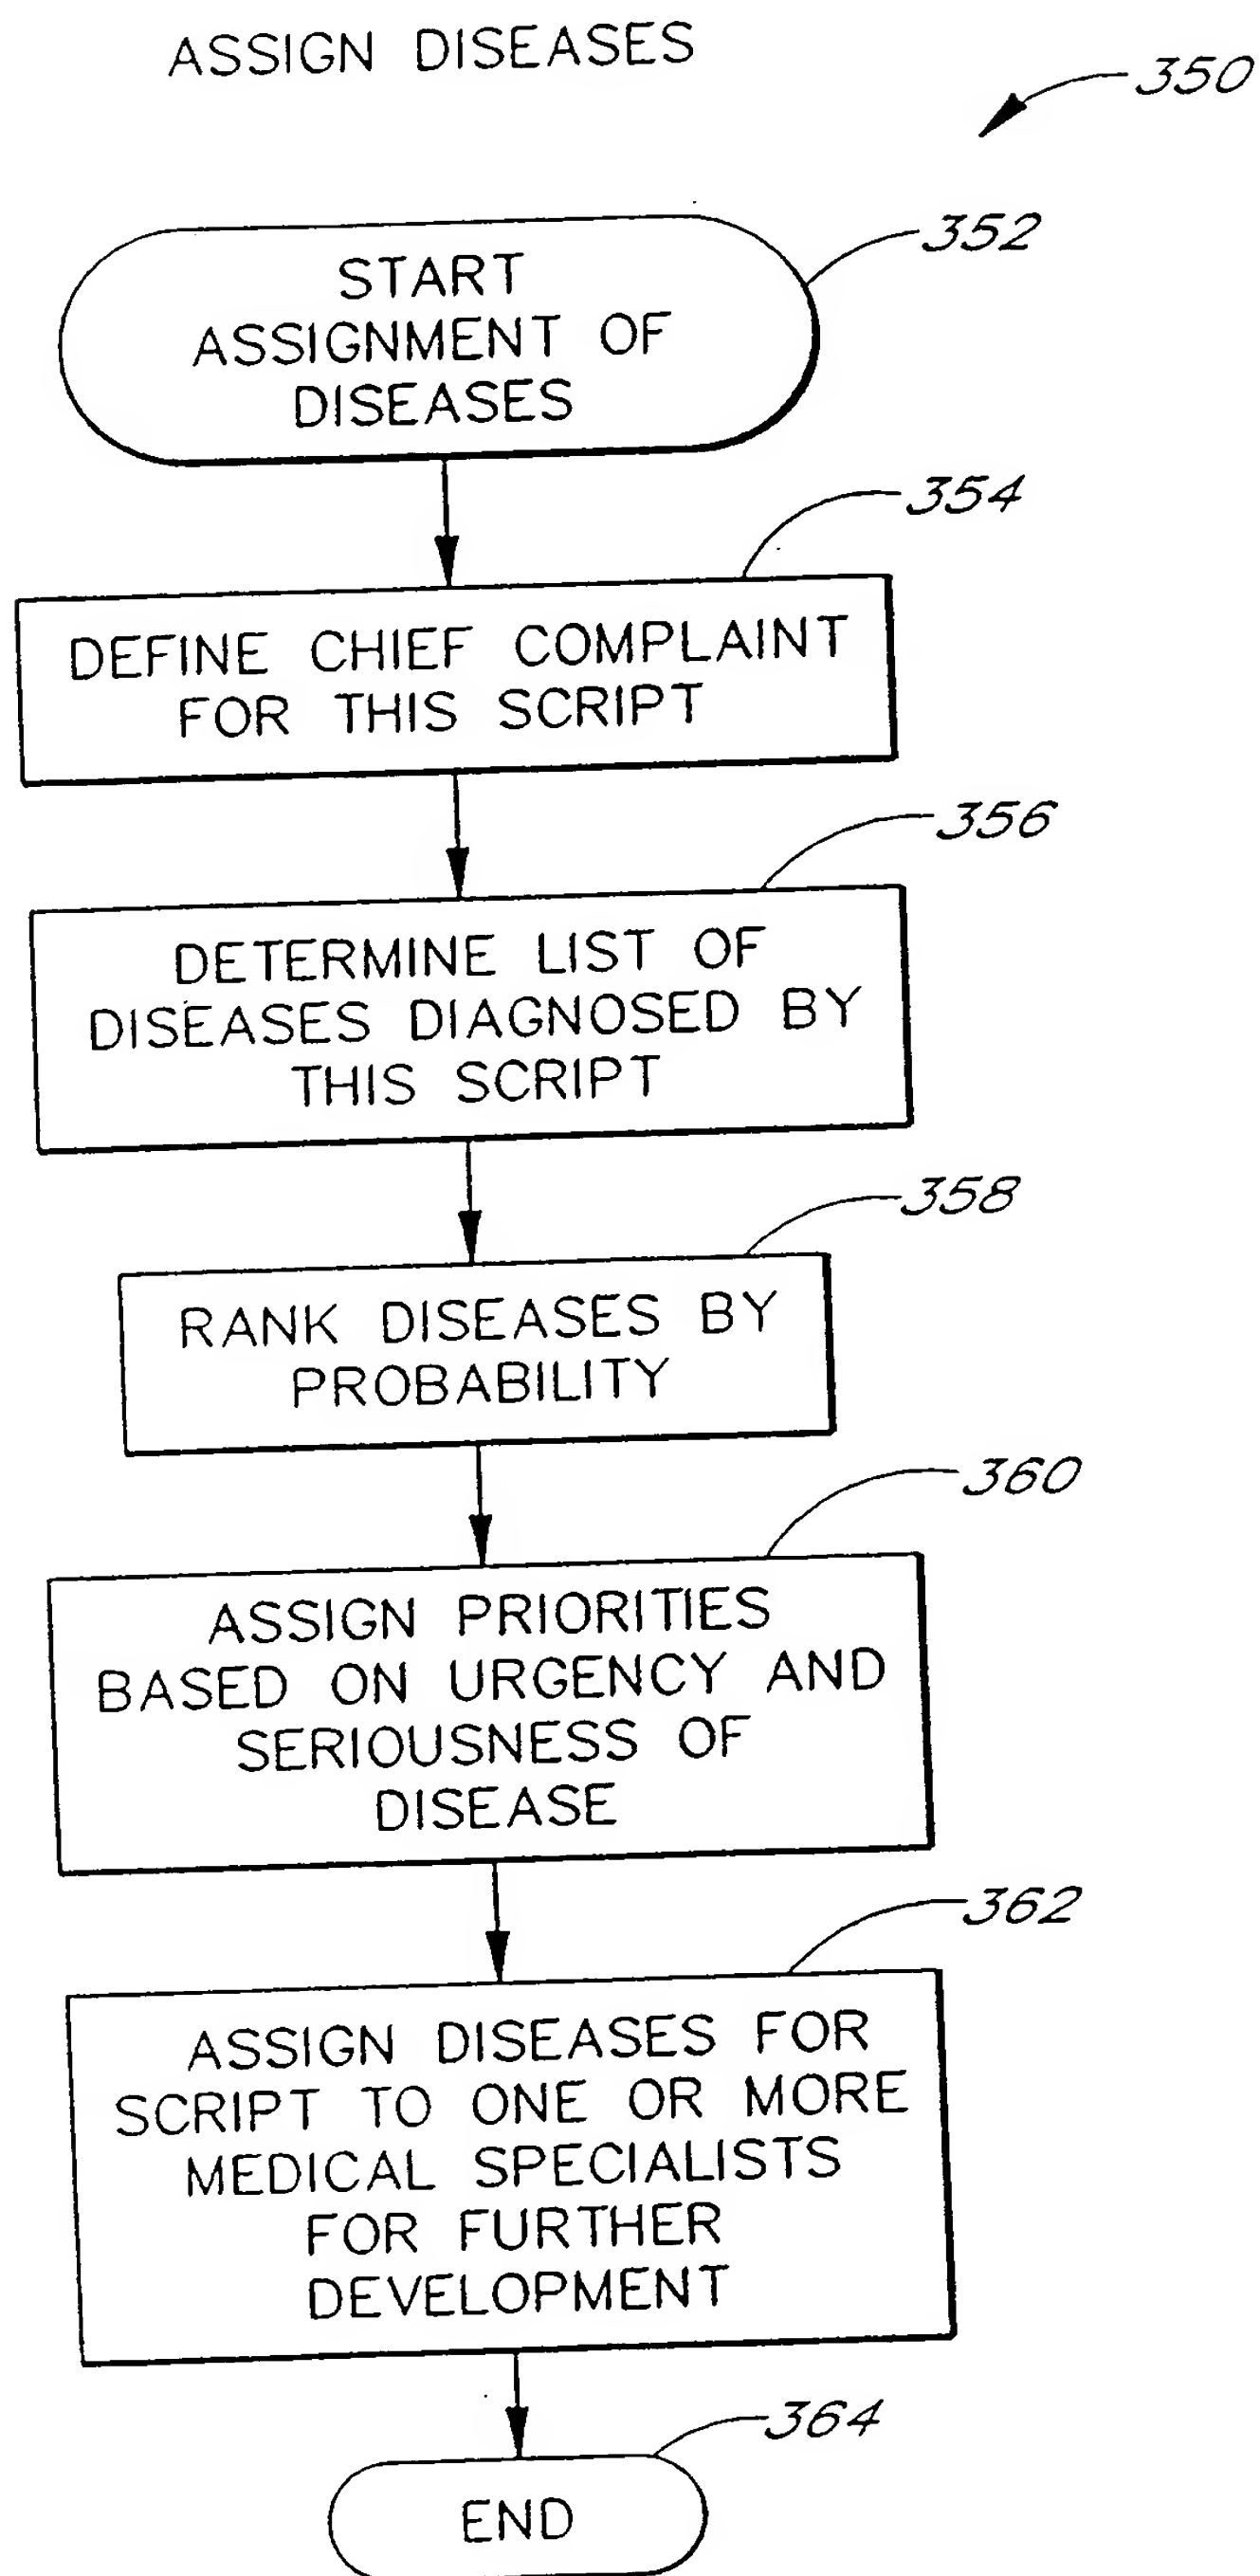 ASSIGN DISEASES
350
352
START
ASSIGNMENT OF
DISEASES
354
DEFINE CHIEF COMPLAINT
FOR THIS SCRIPT
356
DETERMINE LIST OF
DISEASES DIAGNOSED BY
THIS SCRIPT
358
RANK DISEASES BY
PROBABILITY
360
ASSIGN PRIORITIES
BASED ON URGENCY AND
SERIOUSNESS OF
DISEASE
362
ASSIGN DISEASES FOR
SCRIPT TO ONE OR MORE
MEDICAL SPECIALISTS
FOR FURTHER
DEVELOPMENT
364
END